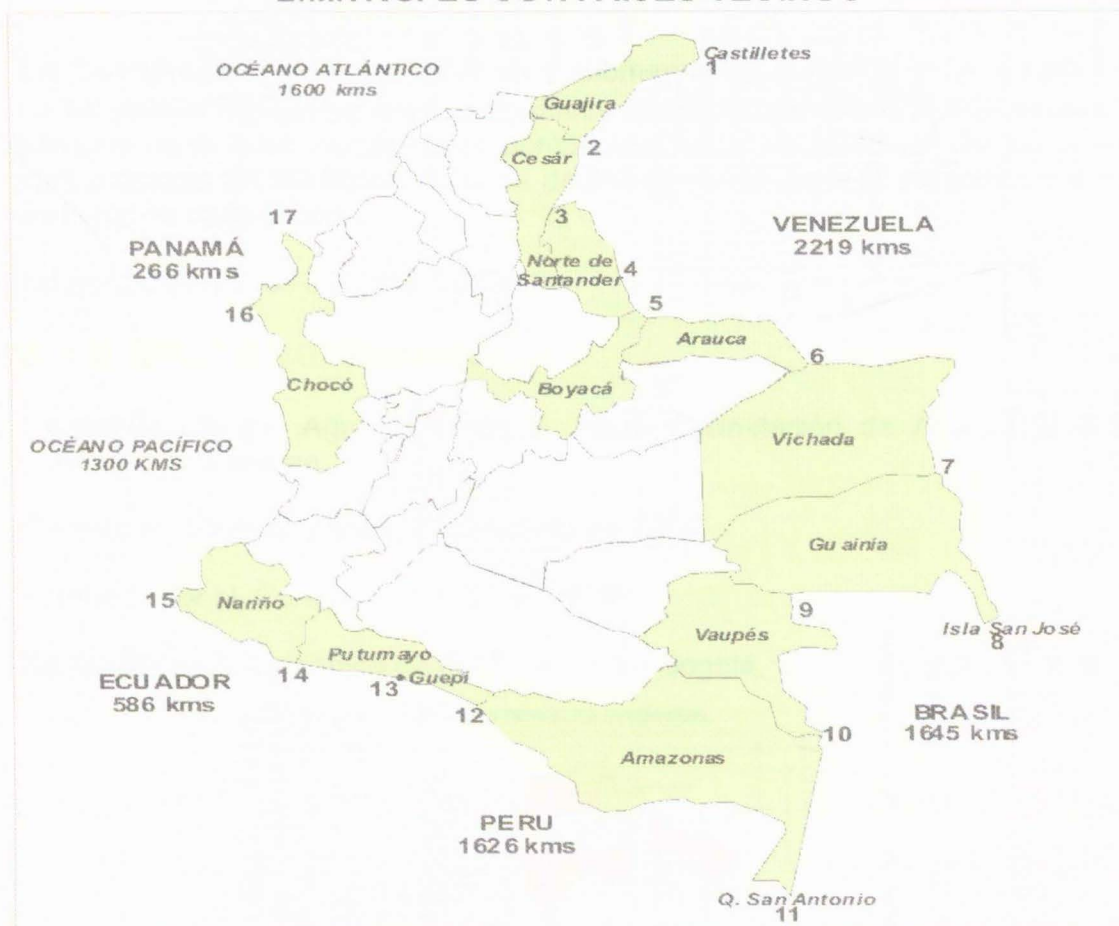 Castilletes
1
OCÉANO ATLÁNTICO
1600 kms
Guajira
2
Cesár
3
17
PANAMÁ
266 kms
VENEZUELA
2219 kms
Norte de
Santander
4
5
16
Arauca
6
Chocó
Boyacá
OCÉANO PACÍFICO
1300 KMS
Vichada
7
Guainía
15
Nariño
9
Isla San José
8
Vaupés
Putumayo
14
13
Guepí
ECUADOR
586 kms
12
BRASIL
1645 kms
10
Amazonas
PERU
1626 kms
Q. San Antonio
11